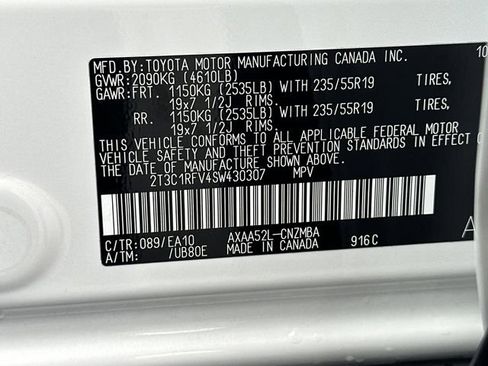 MFD.BY:TOYOTA MOTOR MANUFACTURING CANADA INC. 10
GVWR:2090KG (4610LB)
GAWR:FRT. 1150KG (2535LB) WITH 235/55R19 TIRES,
19x7 1/2J RIMS.
RR. 1150KG (2535LB) WITH 235/55R19 TIRES,
19x7 1/2J RIMS.
THIS VEHICLE CONFORMS TO ALL APPLICABLE FEDERAL MOTOR
VEHICLE SAFETY AND THEFT PREVENTION STANDARDS IN EFFECT O
THE DATE OF MANUFACTURE SHOWN ABOVE.
2T3C1RFV4SW430307 MPV
C/TR:089/EA10 AXAA52L-CNZMBA
A/TM: /UB80E MADE IN CANADA 916C A